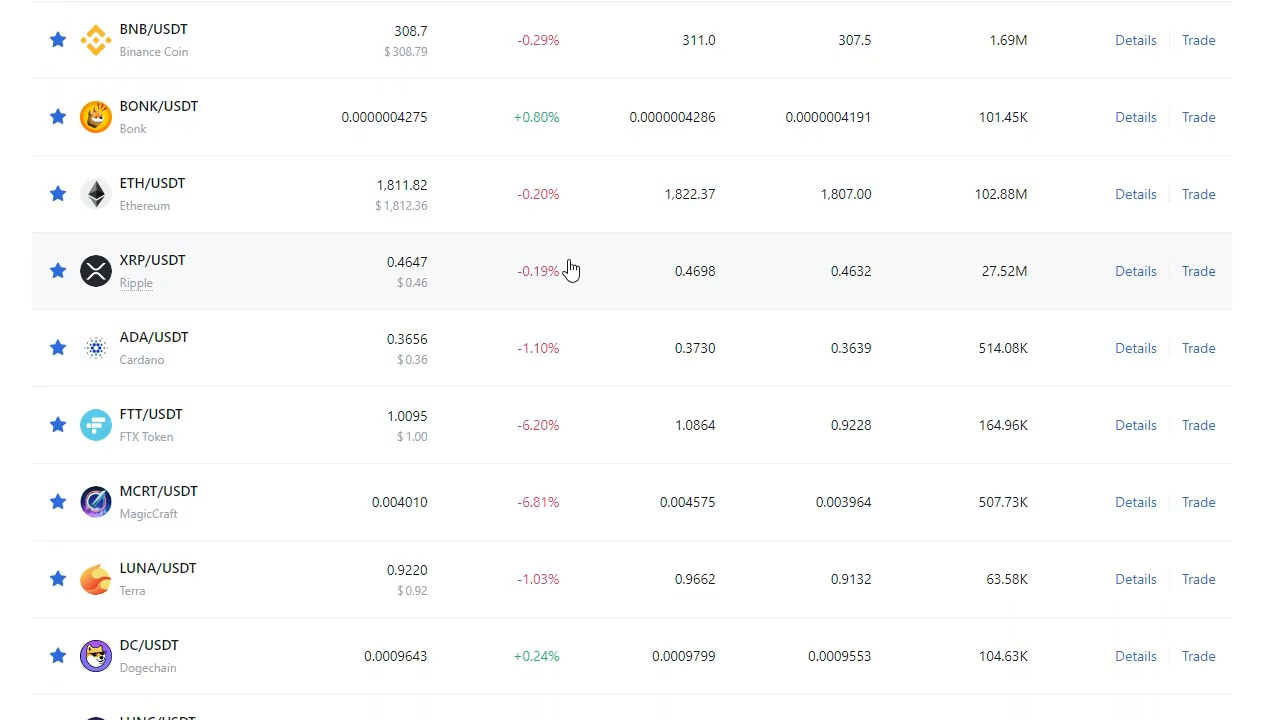 BNB/USDT 308.7 -0.29% 311.0 307.5 1.69M Details Trade
Binance Coin $ 308.79
BONK/USDT 0.0000004275 +0.80% 0.0000004286 0.0000004191 101.45K Details Trade
Bonk
ETH/USDT 1,811.82 -0.20% 1,822.37 1,807.00 102.88M Details Trade
Ethereum $ 1,812.36
XRP/USDT 0.4647 -0.19% 0.4698 0.4632 27.52M Details Trade
Ripple $ 0.46
ADA/USDT 0.3656 -1.10% 0.3730 0.3639 514.08K Details Trade
Cardano $ 0.36
FTT/USDT 1.0095 -6.20% 1.0864 0.9228 164.96K Details Trade
FTX Token $ 1.00
MCRT/USDT 0.004010 -6.81% 0.004575 0.003964 507.73K Details Trade
MagicCraft
LUNA/USDT 0.9220 -1.03% 0.9662 0.9132 63.58K Details Trade
Terra $ 0.92
DC/USDT 0.0009643 +0.24% 0.0009799 0.0009553 104.63K Details Trade
Dogechain